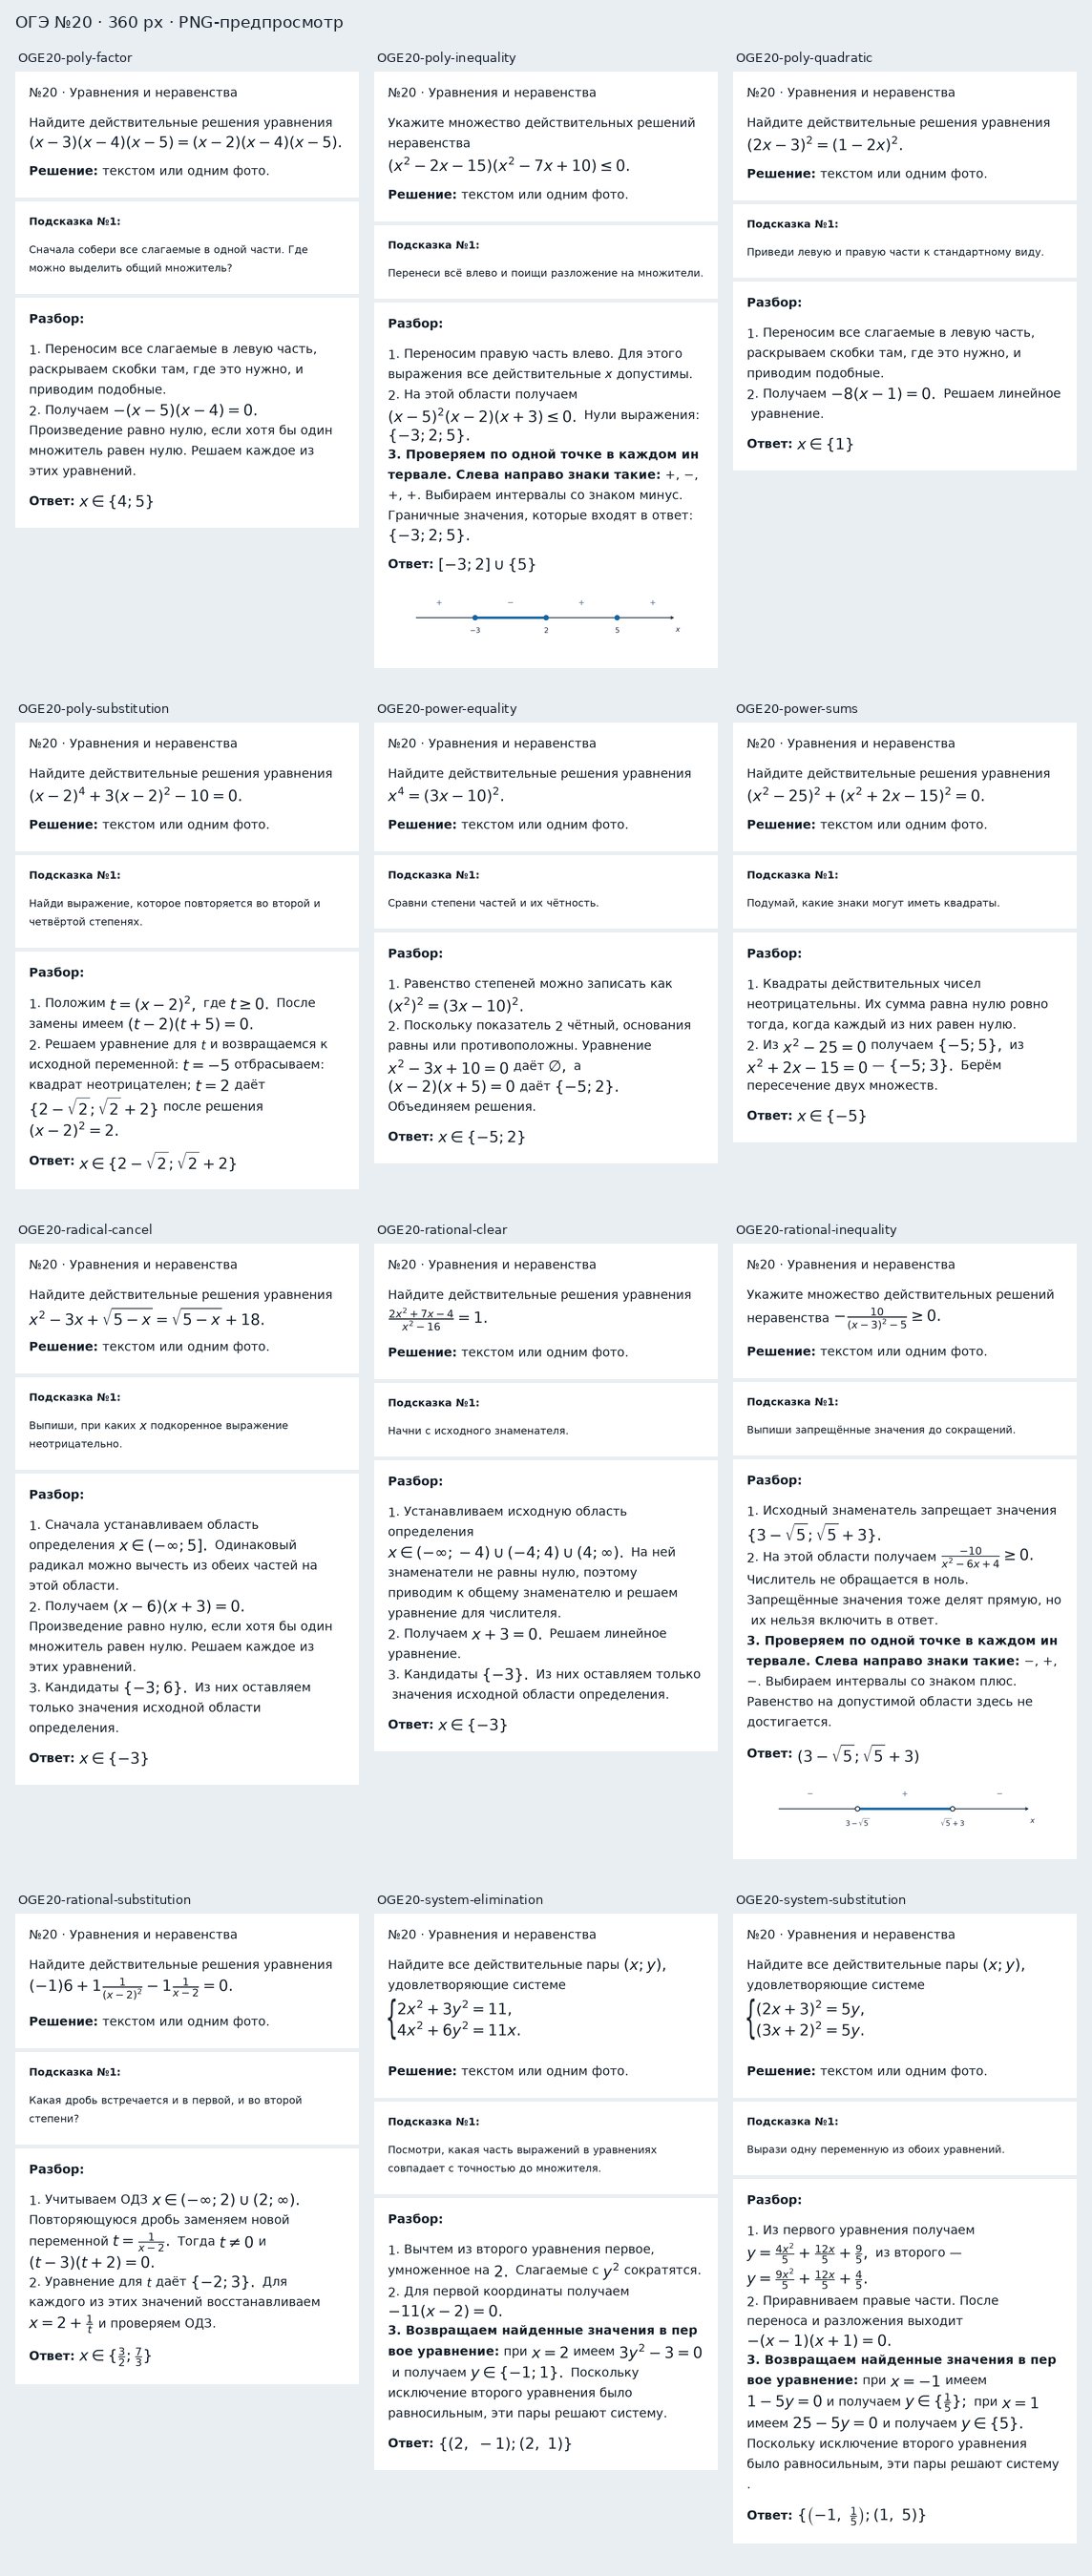 ОГЭ №20 · 360 px · PNG-предпросмотр
OGE20-poly-factor
№20 · Уравнения и неравенства
Найдите действительные решения уравнения
(x − 3)(x − 4)(x − 5) = (x − 2)(x − 4)(x − 5).
Решение: текстом или одним фото.
Подсказка №1:
Сначала собери все слагаемые в одной части. Где
можно выделить общий множитель?
Разбор:
1. Переносим все слагаемые в левую часть,
раскрываем скобки там, где это нужно, и
приводим подобные.
2. Получаем −(x − 5)(x − 4) = 0.
Произведение равно нулю, если хотя бы один
множитель равен нулю. Решаем каждое из
этих уравнений.
Ответ: x ∈ {4; 5}
OGE20-poly-inequality
№20 · Уравнения и неравенства
Укажите множество действительных решений
неравенства
(x² − 2x − 15)(x² − 7x + 10) ≤ 0.
Решение: текстом или одним фото.
Подсказка №1:
Перенеси всё влево и поищи разложение на множители.
Разбор:
1. Переносим правую часть влево. Для этого
выражения все действительные x допустимы.
2. На этой области получаем
(x − 5)²(x − 2)(x + 3) ≤ 0. Нули выражения:
{−3; 2; 5}.
3. Проверяем по одной точке в каждом ин
тервале. Слева направо знаки такие: +, −,
+, +. Выбираем интервалы со знаком минус.
Граничные значения, которые входят в ответ:
{−3; 2; 5}.
Ответ: [−3; 2] ∪ {5}
+ − + +
−3 2 5 x
OGE20-poly-quadratic
№20 · Уравнения и неравенства
Найдите действительные решения уравнения
(2x − 3)² = (1 − 2x)².
Решение: текстом или одним фото.
Подсказка №1:
Приведи левую и правую части к стандартному виду.
Разбор:
1. Переносим все слагаемые в левую часть,
раскрываем скобки там, где это нужно, и
приводим подобные.
2. Получаем −8(x − 1) = 0. Решаем линейное
уравнение.
Ответ: x ∈ {1}
OGE20-poly-substitution
№20 · Уравнения и неравенства
Найдите действительные решения уравнения
(x − 2)⁴ + 3(x − 2)² − 10 = 0.
Решение: текстом или одним фото.
Подсказка №1:
Найди выражение, которое повторяется во второй и
четвёртой степенях.
Разбор:
1. Положим t = (x − 2)², где t ≥ 0. После
замены имеем (t − 2)(t + 5) = 0.
2. Решаем уравнение для t и возвращаемся к
исходной переменной: t = −5 отбрасываем:
квадрат неотрицателен; t = 2 даёт
{2 − √2; √2 + 2} после решения
(x − 2)² = 2.
Ответ: x ∈ {2 − √2; √2 + 2}
OGE20-power-equality
№20 · Уравнения и неравенства
Найдите действительные решения уравнения
x⁴ = (3x − 10)².
Решение: текстом или одним фото.
Подсказка №1:
Сравни степени частей и их чётность.
Разбор:
1. Равенство степеней можно записать как
(x²)² = (3x − 10)².
2. Поскольку показатель 2 чётный, основания
равны или противоположны. Уравнение
x² − 3x + 10 = 0 даёт ∅, а
(x − 2)(x + 5) = 0 даёт {−5; 2}.
Объединяем решения.
Ответ: x ∈ {−5; 2}
OGE20-power-sums
№20 · Уравнения и неравенства
Найдите действительные решения уравнения
(x² − 25)² + (x² + 2x − 15)² = 0.
Решение: текстом или одним фото.
Подсказка №1:
Подумай, какие знаки могут иметь квадраты.
Разбор:
1. Квадраты действительных чисел
неотрицательны. Их сумма равна нулю ровно
тогда, когда каждый из них равен нулю.
2. Из x² − 25 = 0 получаем {−5; 5}, из
x² + 2x − 15 = 0 — {−5; 3}. Берём
пересечение двух множеств.
Ответ: x ∈ {−5}
OGE20-radical-cancel
№20 · Уравнения и неравенства
Найдите действительные решения уравнения
x² − 3x + √(5 − x) = √(5 − x) + 18.
Решение: текстом или одним фото.
Подсказка №1:
Выпиши, при каких x подкоренное выражение
неотрицательно.
Разбор:
1. Сначала устанавливаем область
определения x ∈ (−∞; 5]. Одинаковый
радикал можно вычесть из обеих частей на
этой области.
2. Получаем (x − 6)(x + 3) = 0.
Произведение равно нулю, если хотя бы один
множитель равен нулю. Решаем каждое из
этих уравнений.
3. Кандидаты {−3; 6}. Из них оставляем
только значения исходной области
определения.
Ответ: x ∈ {−3}
OGE20-rational-clear
№20 · Уравнения и неравенства
Найдите действительные решения уравнения
(2x² + 7x − 4)/(x² − 16) = 1.
Решение: текстом или одним фото.
Подсказка №1:
Начни с исходного знаменателя.
Разбор:
1. Устанавливаем исходную область
определения
x ∈ (−∞; −4) ∪ (−4; 4) ∪ (4; ∞). На ней
знаменатели не равны нулю, поэтому
приводим к общему знаменателю и решаем
уравнение для числителя.
2. Получаем x + 3 = 0. Решаем линейное
уравнение.
3. Кандидаты {−3}. Из них оставляем только
значения исходной области определения.
Ответ: x ∈ {−3}
OGE20-rational-inequality
№20 · Уравнения и неравенства
Укажите множество действительных решений
неравенства −10/((x − 3)² − 5) ≥ 0.
Решение: текстом или одним фото.
Подсказка №1:
Выпиши запрещённые значения до сокращений.
Разбор:
1. Исходный знаменатель запрещает значения
{3 − √5; √5 + 3}.
2. На этой области получаем −10/(x² − 6x + 4) ≥ 0.
Числитель не обращается в ноль.
Запрещённые значения тоже делят прямую, но
их нельзя включить в ответ.
3. Проверяем по одной точке в каждом ин
тервале. Слева направо знаки такие: −, +,
−. Выбираем интервалы со знаком плюс.
Равенство на допустимой области здесь не
достигается.
Ответ: (3 − √5; √5 + 3)
− + −
3 − √5 √5 + 3 x
OGE20-rational-substitution
№20 · Уравнения и неравенства
Найдите действительные решения уравнения
(−1)6 + 1 1/(x − 2)² − 1 1/(x − 2) = 0.
Решение: текстом или одним фото.
Подсказка №1:
Какая дробь встречается и в первой, и во второй
степени?
Разбор:
1. Учитываем ОДЗ x ∈ (−∞; 2) ∪ (2; ∞).
Повторяющуюся дробь заменяем новой
переменной t = 1/(x − 2). Тогда t ≠ 0 и
(t − 3)(t + 2) = 0.
2. Уравнение для t даёт {−2; 3}. Для
каждого из этих значений восстанавливаем
x = 2 + 1/t и проверяем ОДЗ.
Ответ: x ∈ {3/2; 7/3}
OGE20-system-elimination
№20 · Уравнения и неравенства
Найдите все действительные пары (x; y),
удовлетворяющие системе
{2x² + 3y² = 11,
4x² + 6y² = 11x.
Решение: текстом или одним фото.
Подсказка №1:
Посмотри, какая часть выражений в уравнениях
совпадает с точностью до множителя.
Разбор:
1. Вычтем из второго уравнения первое,
умноженное на 2. Слагаемые с y² сократятся.
2. Для первой координаты получаем
−11(x − 2) = 0.
3. Возвращаем найденные значения в пер
вое уравнение: при x = 2 имеем 3y² − 3 = 0
и получаем y ∈ {−1; 1}. Поскольку
исключение второго уравнения было
равносильным, эти пары решают систему.
Ответ: {(2, −1); (2, 1)}
OGE20-system-substitution
№20 · Уравнения и неравенства
Найдите все действительные пары (x; y),
удовлетворяющие системе
{(2x + 3)² = 5y,
(3x + 2)² = 5y.
Решение: текстом или одним фото.
Подсказка №1:
Вырази одну переменную из обоих уравнений.
Разбор:
1. Из первого уравнения получаем
y = 4x²/5 + 12x/5 + 9/5, из второго —
y = 9x²/5 + 12x/5 + 4/5.
2. Приравниваем правые части. После
переноса и разложения выходит
−(x − 1)(x + 1) = 0.
3. Возвращаем найденные значения в пер
вое уравнение: при x = −1 имеем
1 − 5y = 0 и получаем y ∈ {1/5}; при x = 1
имеем 25 − 5y = 0 и получаем y ∈ {5}.
Поскольку исключение второго уравнения
было равносильным, эти пары решают систему
.
Ответ: {(−1, 1/5); (1, 5)}